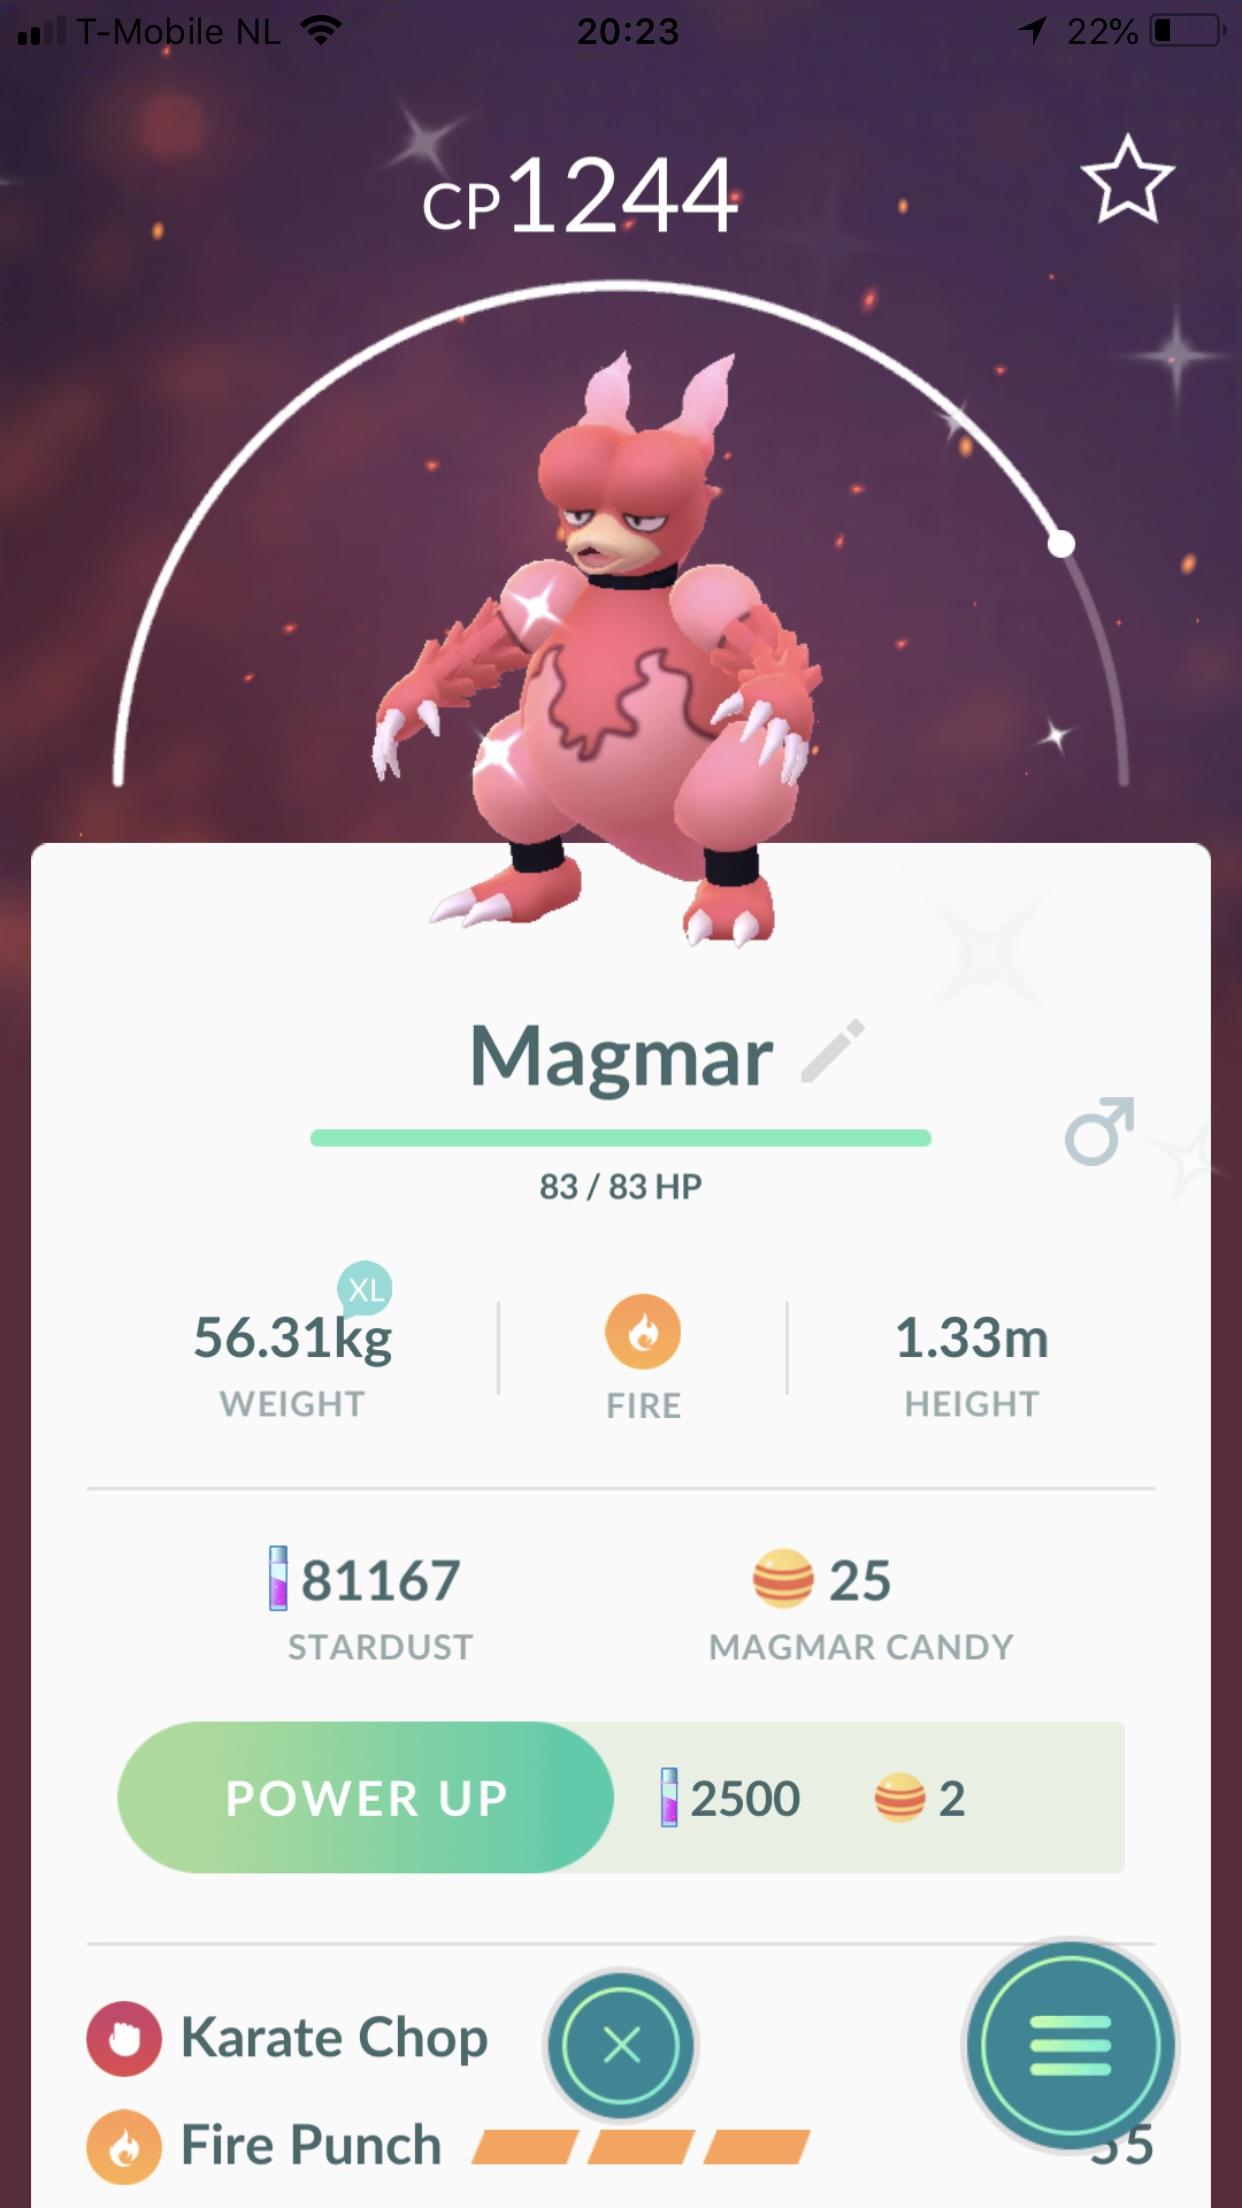 T-Mobile NL 20:23 22%
CP1244
Magmar
83 / 83 HP
XL
56.31kg 1.33m
WEIGHT FIRE HEIGHT
81167 25
STARDUST MAGMAR CANDY
POWER UP 2500 2
Karate Chop
Fire Punch 55